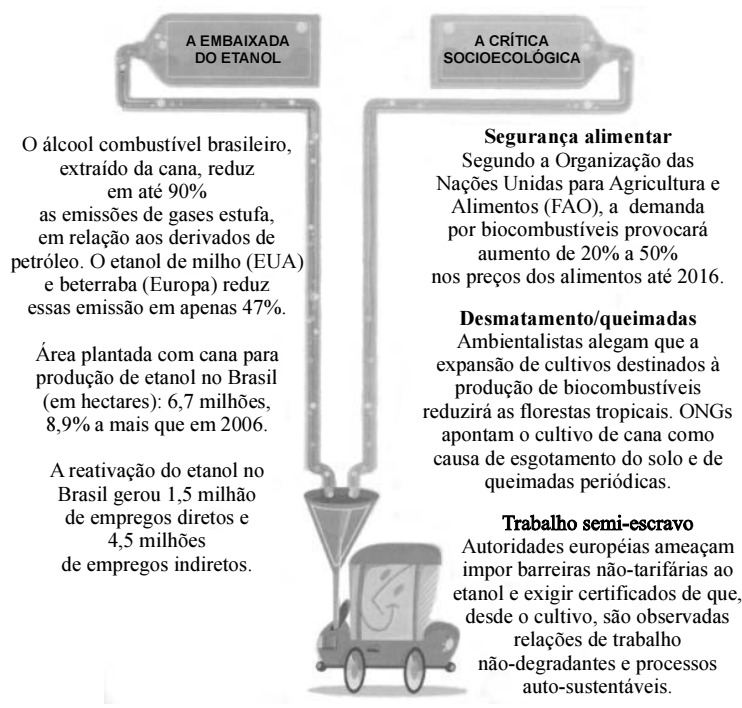 A EMBAIXADA
DO ETANOL
O álcool combustível brasileiro,
extraído da cana, reduz
em até 90%
as emissões de gases estufa,
em relação aos derivados de
petróleo. O etanol de milho (EUA)
e beterraba (Europa) reduz
essas emissão em apenas 47%.
Área plantada com cana para
produção de etanol no Brasil
(em hectares): 6,7 milhões,
8,9% a mais que em 2006.
A reativação do etanol no
Brasil gerou 1,5 milhão
de empregos diretos e
4,5 milhões
de empregos indiretos.
A CRÍTICA
SOCIOECOLÓGICA
Segurança alimentar
Segundo a Organização das
Nações Unidas para Agricultura e
Alimentos (FAO), a demanda
por biocombustíveis provocará
aumento de 20% a 50%
nos preços dos alimentos até 2016.
Desmatamento/queimadas
Ambientalistas alegam que a
expansão de cultivos destinados à
produção de biocombustíveis
reduzirá as florestas tropicais. ONGs
apontam o cultivo de cana como
causa de esgotamento do solo e de
queimadas periódicas.
Trabalho semi-escravo
Autoridades européias ameaçam
impor barreiras não-tarifárias ao
etanol e exigir certificados de que,
desde o cultivo, são observadas
relações de trabalho
não-degradantes e processos
auto-sustentáveis.